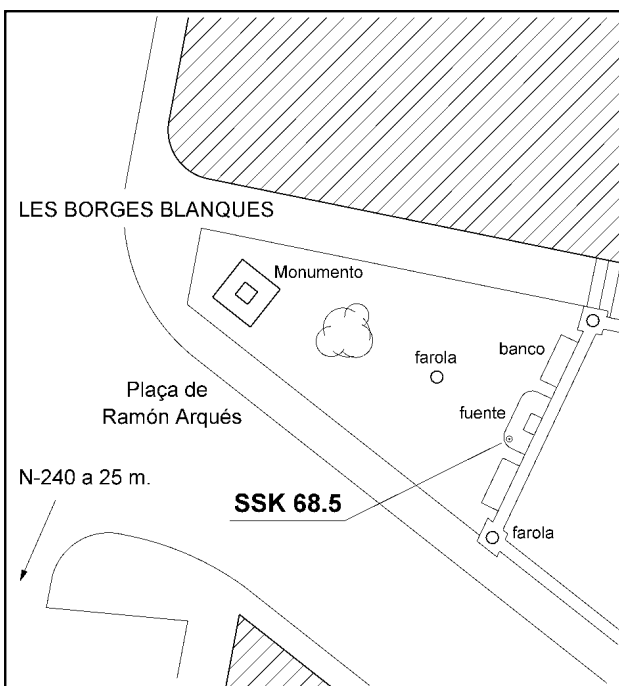 LES BORGES BLANQUES
Monumento
banco
farola
Plaça de
Ramón Arqués
fuente
N-240 a 25 m.
SSK 68.5
farola